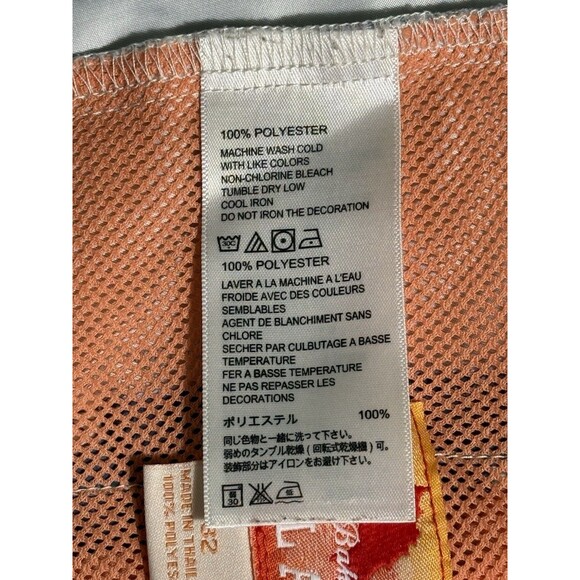 100% POLYESTER
MACHINE WASH COLD
WITH LIKE COLORS
NON-CHLORINE BLEACH
TUMBLE DRY LOW
COOL IRON
DO NOT IRON THE DECORATION
100% POLYESTER
LAVER A LA MACHINE A L'EAU
FROIDE AVEC DES COULEURS
SEMBLABLES
AGENT DE BLANCHIMENT SANS
CHLORE
SECHER PAR CULBUTAGE A BASSE
TEMPERATURE
FER A BASSE TEMPERATURE
NE PAS REPASSER LES
DECORATIONS
ポリエステル 100%
同じ色物と一緒に洗って下さい。
弱めのタンブル乾燥(回転式乾燥機)可。
装飾部分はアイロンをお避け下さい。
30
低
MADE IN THAIL
100% POLYES